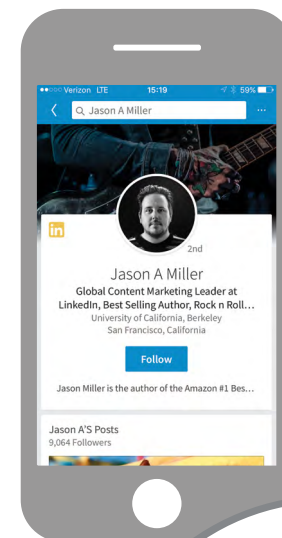 Verizon LTE 15:19 59%
Jason A Miller
in
2nd
Jason A Miller
Global Content Marketing Leader at
LinkedIn, Best Selling Author, Rock n Roll…
University of California, Berkeley
San Francisco, California
Follow
Jason Miller is the author of the Amazon #1 Bes…
Jason A'S Posts
9,064 Followers